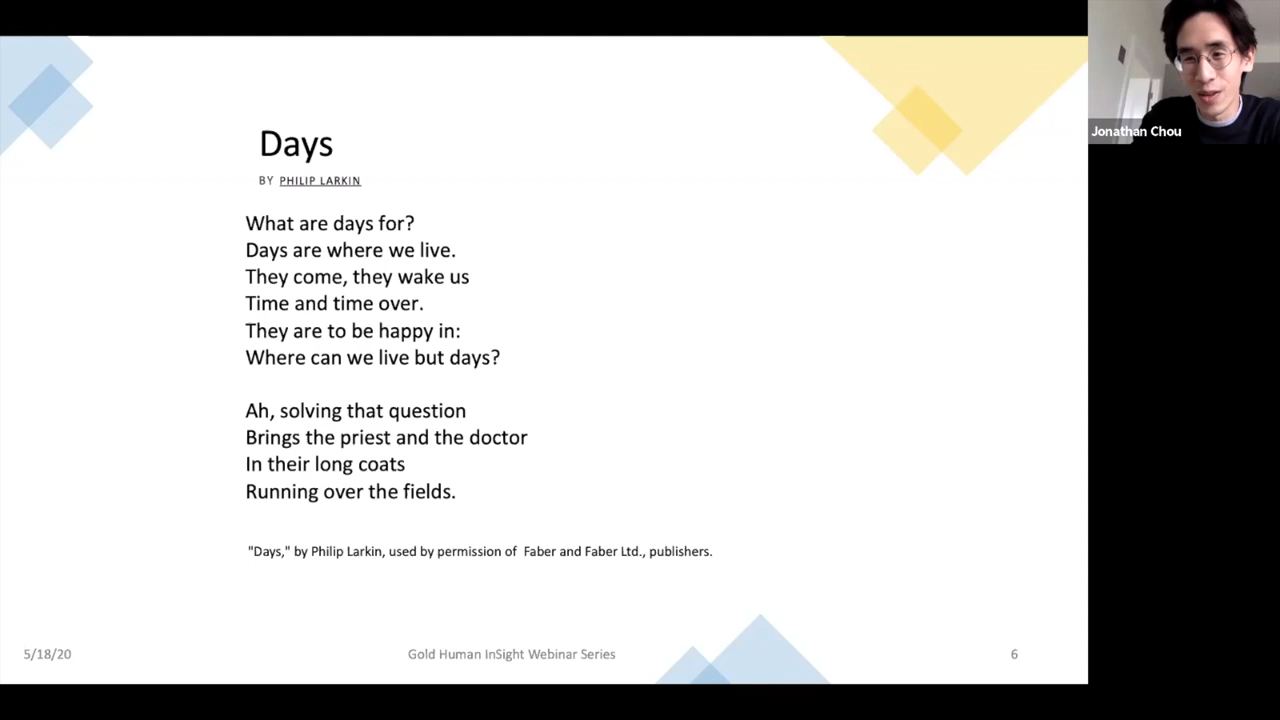 Days
BY PHILIP LARKIN
What are days for?
Days are where we live.
They come, they wake us
Time and time over.
They are to be happy in:
Where can we live but days?
Ah, solving that question
Brings the priest and the doctor
In their long coats
Running over the fields.
"Days," by Philip Larkin, used by permission of Faber and Faber Ltd., publishers.
5/18/20
Gold Human InSight Webinar Series
6
Jonathan Chou